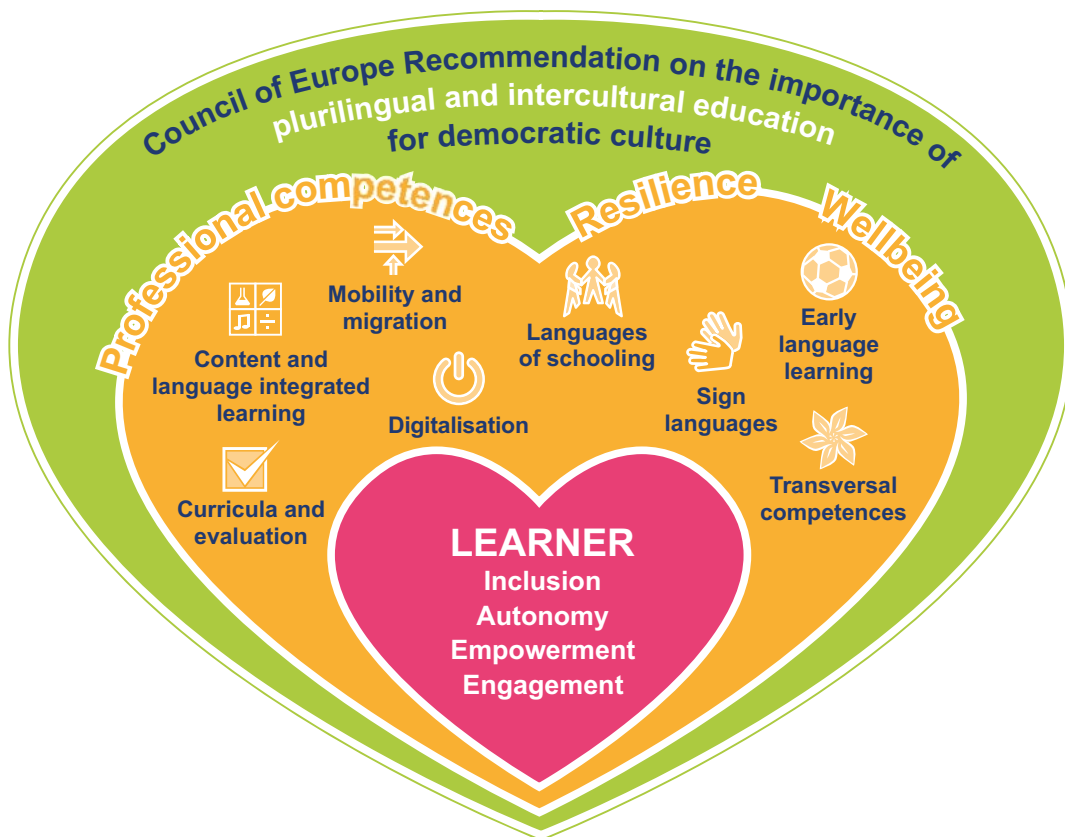 Council of Europe Recommendation on the importance of
plurilingual and intercultural education
for democratic culture
Professional competences
Resilience
Wellbeing
Mobility and
migration
Content and
language integrated
learning
Digitalisation
Curricula and
evaluation
Languages
of schooling
Sign
languages
Early
language
learning
Transversal
competences
LEARNER
Inclusion
Autonomy
Empowerment
Engagement